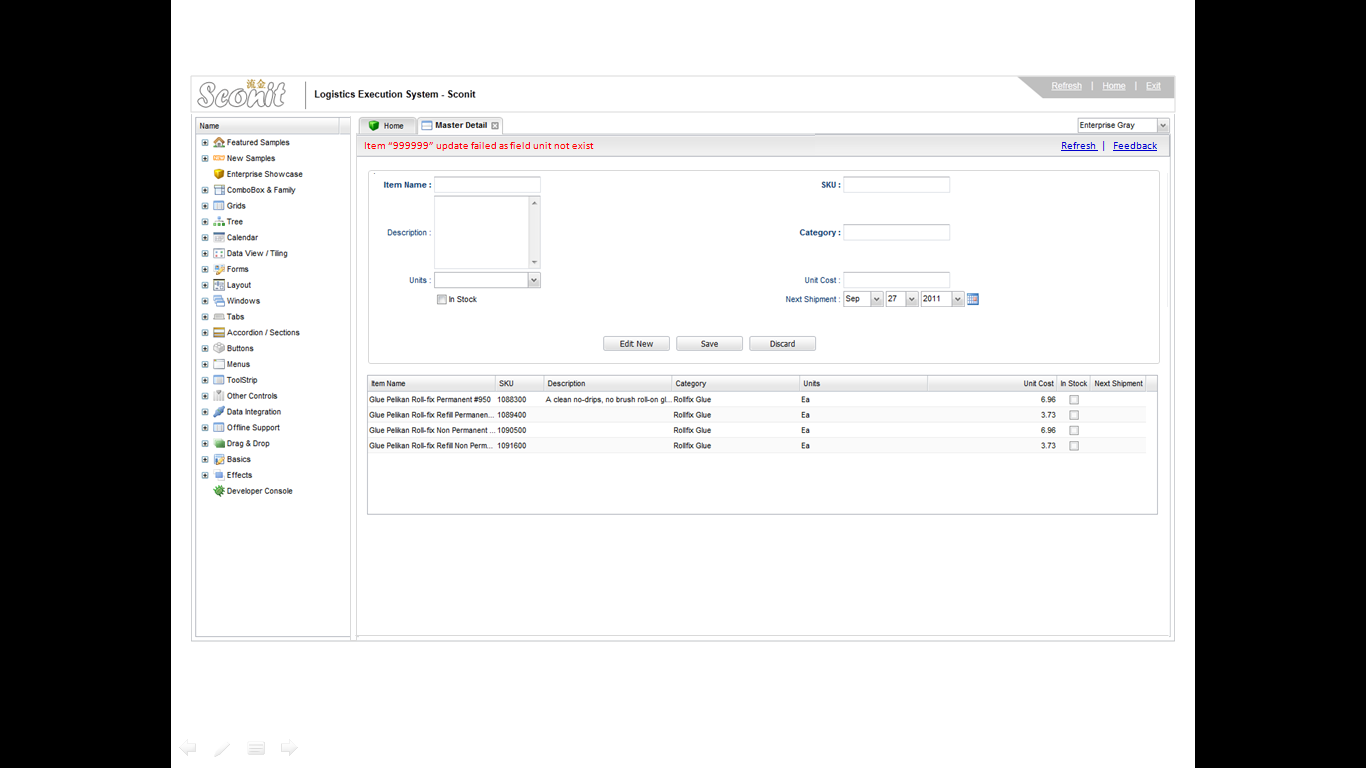 流金
Sconit
Logistics Execution System - Sconit
Refresh | Home | Exit
Name
Featured Samples
New Samples
Enterprise Showcase
ComboBox & Family
Grids
Tree
Calendar
Data View / Tiling
Forms
Layout
Windows
Tabs
Accordion / Sections
Buttons
Menus
ToolStrip
Other Controls
Data Integration
Offline Support
Drag & Drop
Basics
Effects
Developer Console
Home Master Detail Enterprise Gray
Item “999999” update failed as field unit not exist Refresh | Feedback
Item Name : SKU :
Description : Category :
Units : Unit Cost :
In Stock Next Shipment : Sep 27 2011
Edit New Save Discard
Item Name SKU Description Category Units Unit Cost In Stock Next Shipment
Glue Pelikan Roll-fix Permanent #950 1088300 A clean no-drips, no brush roll-on gl... Rollfix Glue Ea 6.96
Glue Pelikan Roll-fix Refill Permanen... 1089400 Rollfix Glue Ea 3.73
Glue Pelikan Roll-fix Non Permanent ... 1090500 Rollfix Glue Ea 6.96
Glue Pelikan Roll-fix Refill Non Perm... 1091600 Rollfix Glue Ea 3.73